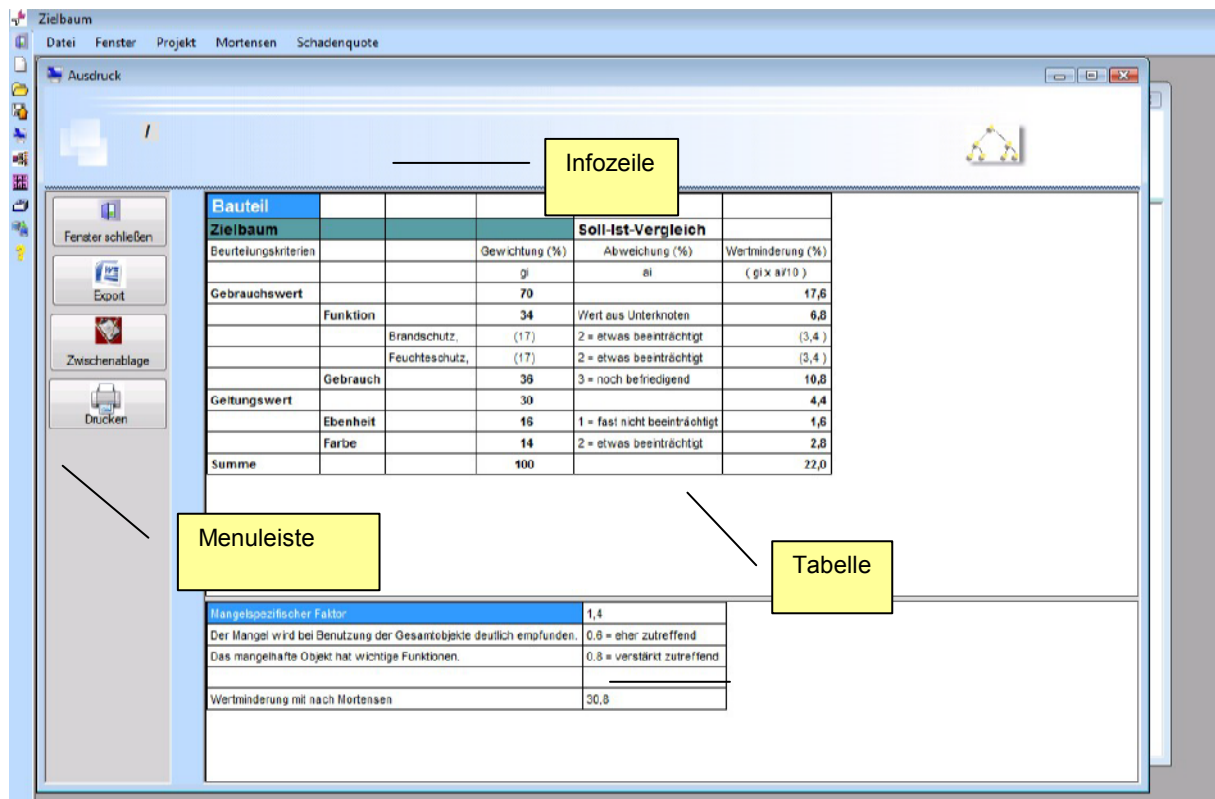 Zielbaum
Datei Fenster Projekt Mortensen Schadenquote
Ausdruck
I
Infozeile
Fenster schließen
Export
Zwischenablage
Drucken
Bauteil
Zielbaum Soll-Ist-Vergleich
Beurteilungskriterien Gewichtung (%) Abweichung (%) Wertminderung (%)
gi ai ( gi x a/10 )
Gebrauchswert 70 17,6
Funktion 34 Wert aus Unterknoten 6,8
Brandschutz, (17) 2 = etwas beeinträchtigt (3,4 )
Feuchteschutz, (17) 2 = etwas beeinträchtigt (3,4 )
Gebrauch 36 3 = noch befriedigend 10,8
Geltungswert 30 4,4
Ebenheit 16 1 = fast nicht beeinträchtigt 1,6
Farbe 14 2 = etwas beeinträchtigt 2,8
Summe 100 22,0
Menuleiste
Tabelle
Mangelspezifischer Faktor 1,4
Der Mangel wird bei Benutzung der Gesamtobjekte deutlich empfunden. 0.6 = eher zutreffend
Das mangelhafte Objekt hat wichtige Funktionen. 0.8 = verstärkt zutreffend
Wertminderung mit nach Mortensen 30,8